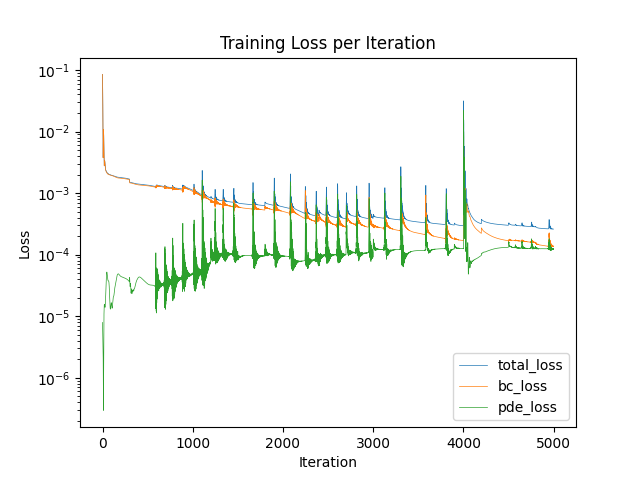 Training Loss per Iteration
Loss
10⁻¹
10⁻²
10⁻³
10⁻⁴
10⁻⁵
10⁻⁶
0 1000 2000 3000 4000 5000
Iteration
total_loss
bc_loss
pde_loss